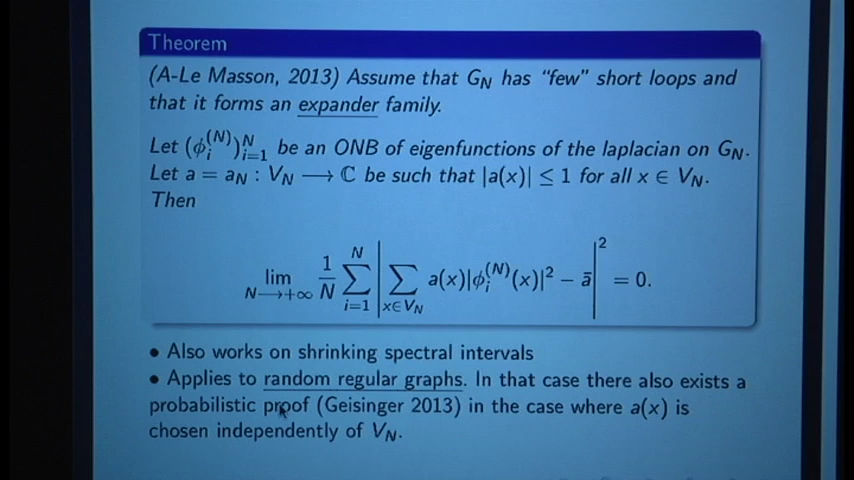 Theorem
(A-Le Masson, 2013) Assume that G_N has “few” short loops and
that it forms an expander family.
Let (ϕ_i^{(N)})_{i=1}^N be an ONB of eigenfunctions of the laplacian on G_N.
Let a = a_N : V_N ⟶ ℂ be such that |a(x)| ≤ 1 for all x ∈ V_N.
Then
lim_{N⟶+∞} 1/N ∑_{i=1}^N |∑_{x∈V_N} a(x)|ϕ_i^{(N)}(x)|^2 − ā|^2 = 0.
• Also works on shrinking spectral intervals
• Applies to random regular graphs. In that case there also exists a
probabilistic proof (Geisinger 2013) in the case where a(x) is
chosen independently of V_N.